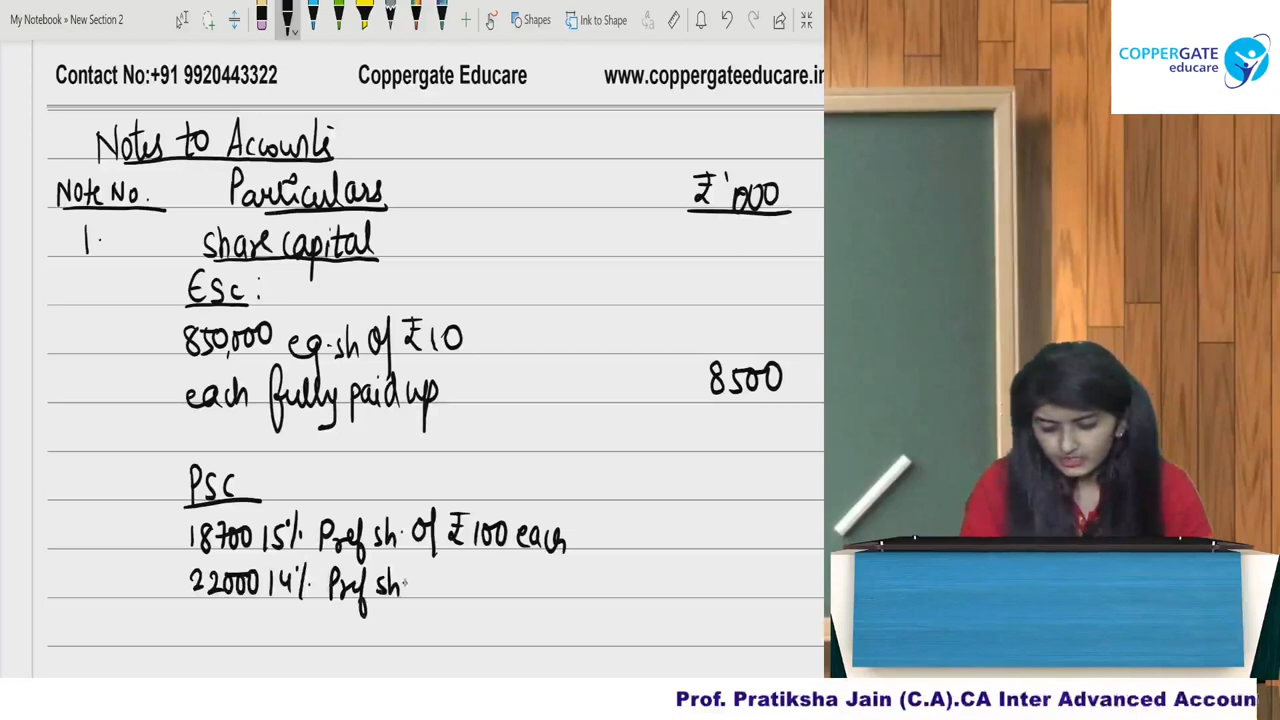 My Notebook » New Section 2
Shapes
Ink to Shape
COPPERGATE
educare
Contact No:+91 9920443322 Coppergate Educare www.coppergateeducare.in
Notes to Accounts
Note No. Particulars ₹'000
1. Share capital
ESC:
850,000 eq.sh of ₹10
each fully paid up 8500
PSC
18700 15% Pref sh. of ₹100 each
22000 14% Pref sh
Prof. Pratiksha Jain (C.A).CA Inter Advanced Accoun